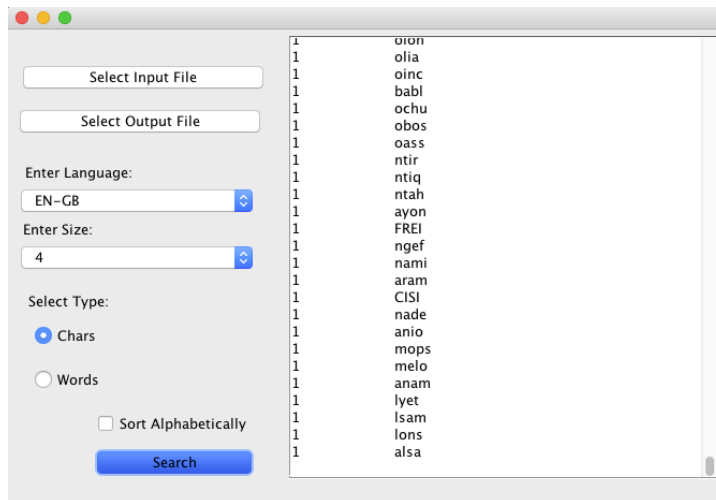 Select Input File
Select Output File
Enter Language:
EN-GB
Enter Size:
4
Select Type:
Chars
Words
Sort Alphabetically
Search
1 olon
1 olia
1 oinc
1 babl
1 ochu
1 obos
1 oass
1 ntir
1 ntiq
1 ntah
1 ayon
1 FREI
1 ngef
1 nami
1 aram
1 CISI
1 nade
1 anio
1 mops
1 melo
1 anam
1 lyet
1 lsam
1 lons
1 alsa